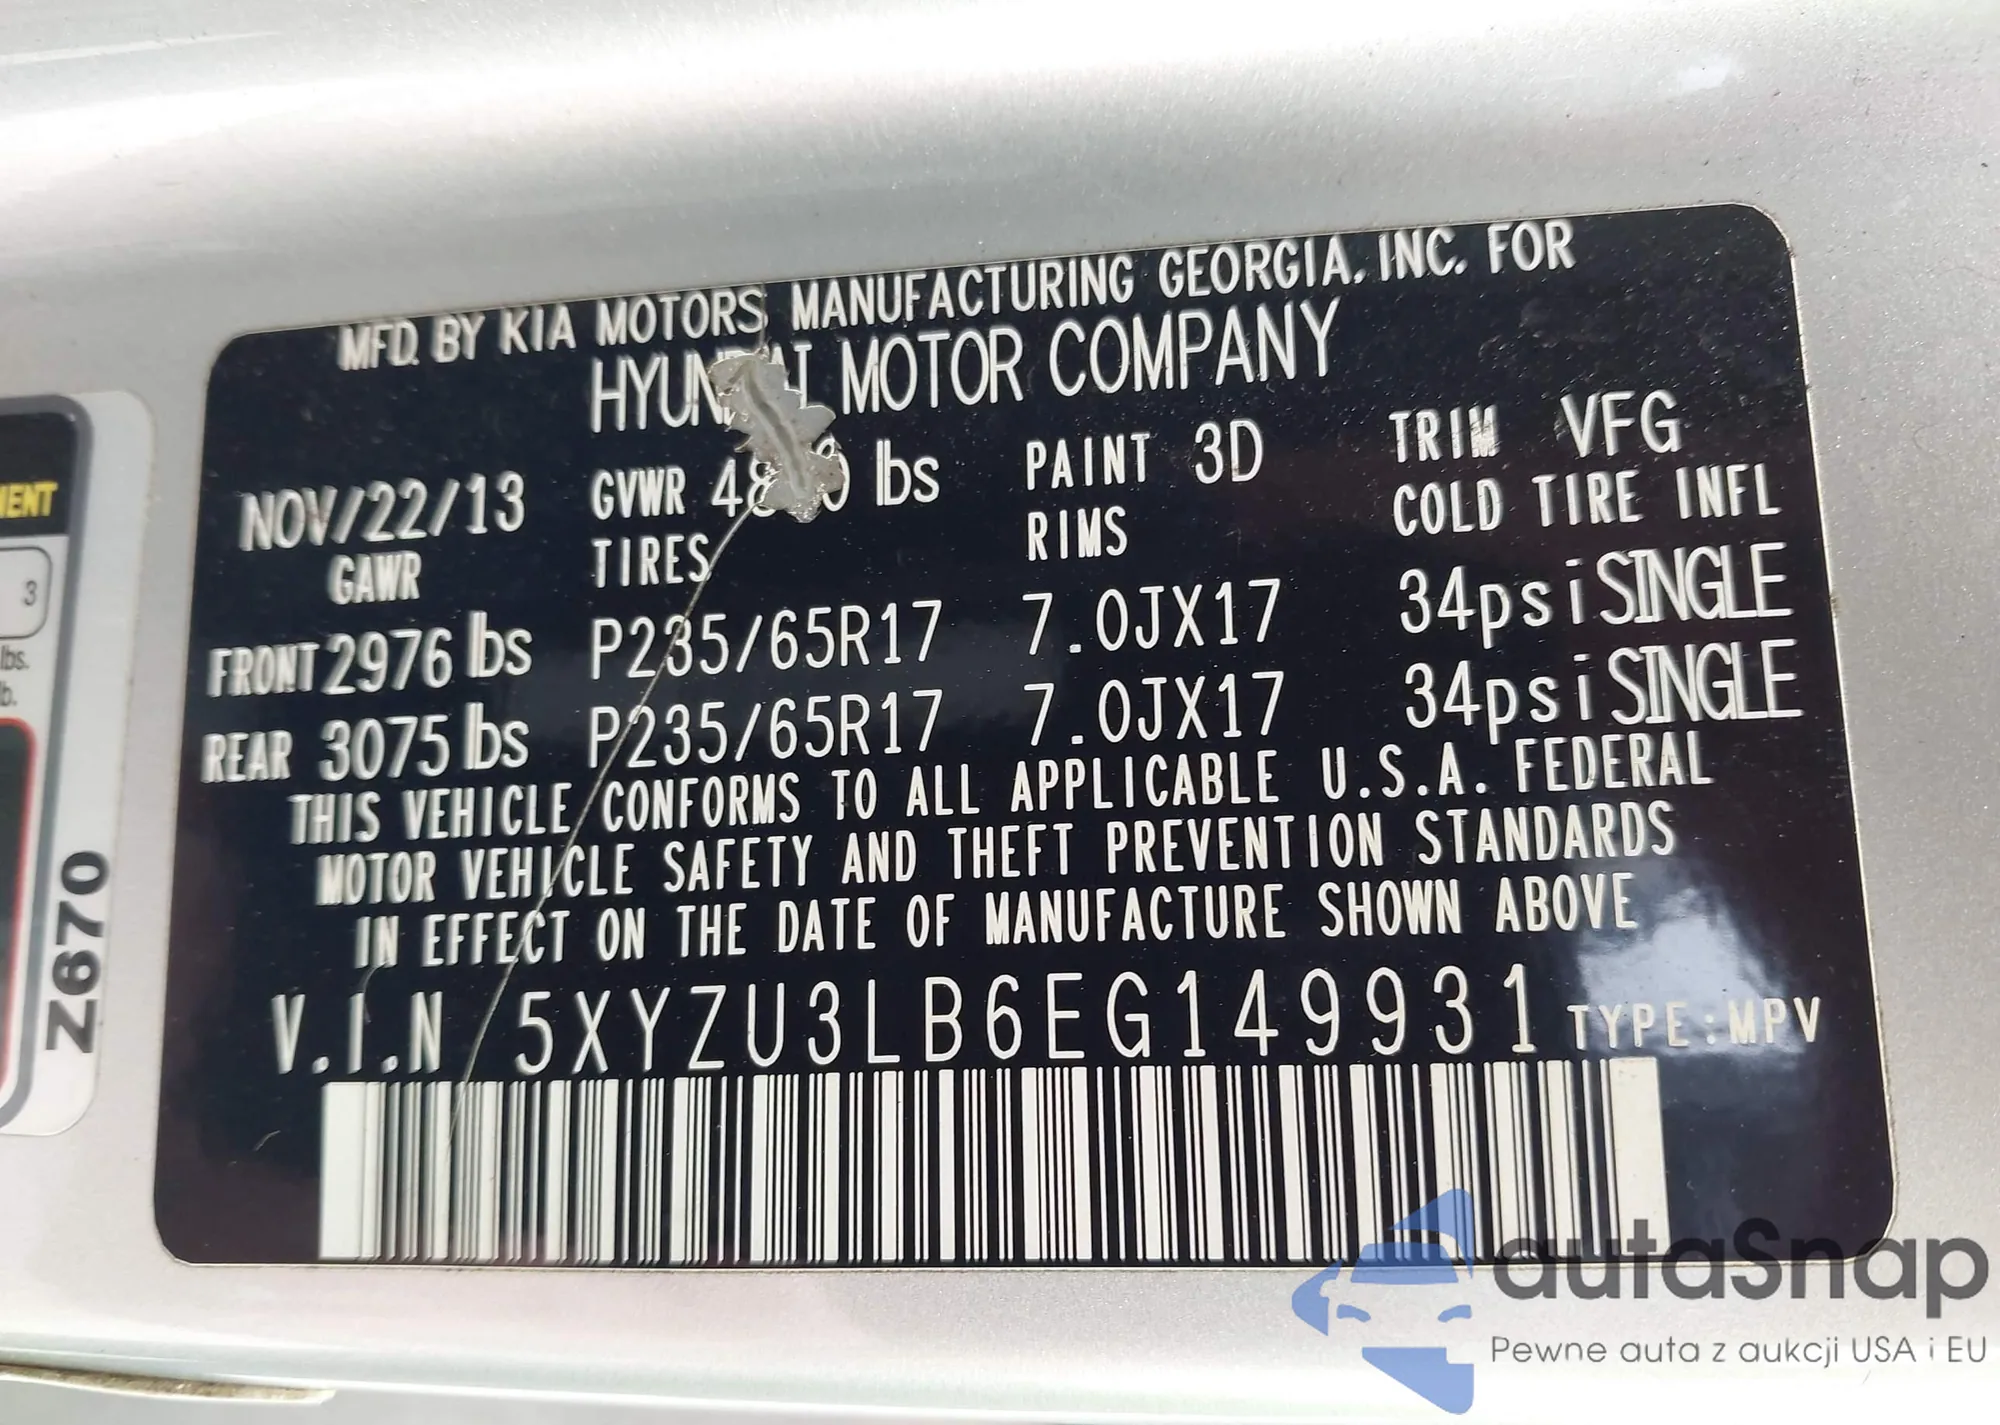 MFD. BY KIA MOTORS MANUFACTURING GEORGIA, INC. FOR
HYUNDAI MOTOR COMPANY
NOV/22/13 GVWR lbs PAINT 3D TRIM VFG
GAWR TIRES RIMS COLD TIRE INFL
FRONT 2976 lbs P235/65R17 7.0JX17 34psi SINGLE
REAR 3075 lbs P235/65R17 7.0JX17 34psi SINGLE
THIS VEHICLE CONFORMS TO ALL APPLICABLE U.S.A. FEDERAL
MOTOR VEHICLE SAFETY AND THEFT PREVENTION STANDARDS
IN EFFECT ON THE DATE OF MANUFACTURE SHOWN ABOVE
V.I.N 5XYZU3LB6EG149931 TYPE:MPV
3
lbs.
lb.
Z670
autaSnap
Pewne auta z aukcji USA i EU